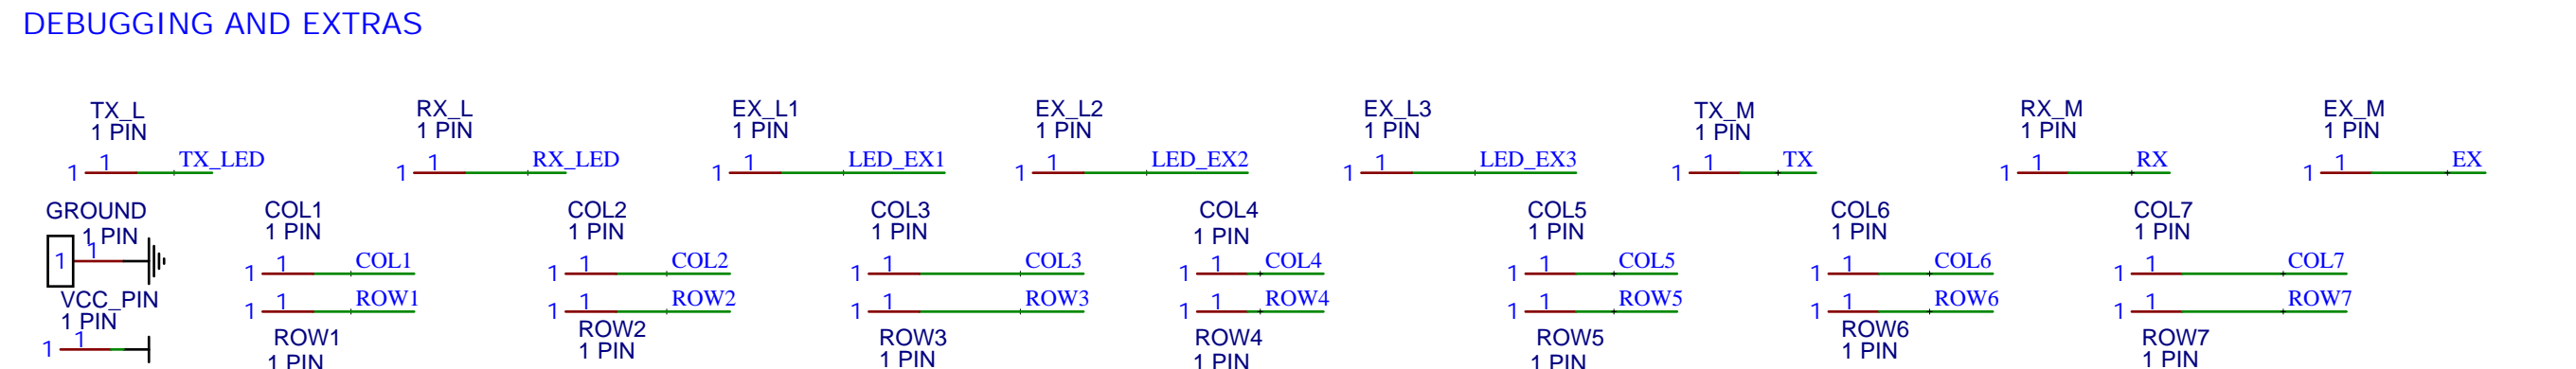 DEBUGGING AND EXTRAS
TX_L
1 PIN
1 1 TX_LED
RX_L
1 PIN
1 1 RX_LED
EX_L1
1 PIN
1 1 LED_EX1
EX_L2
1 PIN
1 1 LED_EX2
EX_L3
1 PIN
1 1 LED_EX3
TX_M
1 PIN
1 1 TX
RX_M
1 PIN
1 1 RX
EX_M
1 PIN
1 1 EX
GROUND
1 PIN
1 1
VCC_PIN
1 PIN
1 1
COL1
1 PIN
1 1 COL1
1 1 ROW1
ROW1
1 PIN
COL2
1 PIN
1 1 COL2
1 1 ROW2
ROW2
1 PIN
COL3
1 PIN
1 1 COL3
1 1 ROW3
ROW3
1 PIN
COL4
1 PIN
1 1 COL4
1 1 ROW4
ROW4
1 PIN
COL5
1 PIN
1 1 COL5
1 1 ROW5
ROW5
1 PIN
COL6
1 PIN
1 1 COL6
1 1 ROW6
ROW6
1 PIN
COL7
1 PIN
1 1 COL7
1 1 ROW7
ROW7
1 PIN